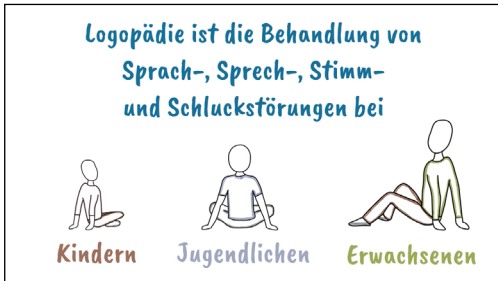 Logopädie ist die Behandlung von
Sprach-, Sprech-, Stimm-
und Schluckstörungen bei
Kindern Jugendlichen Erwachsenen